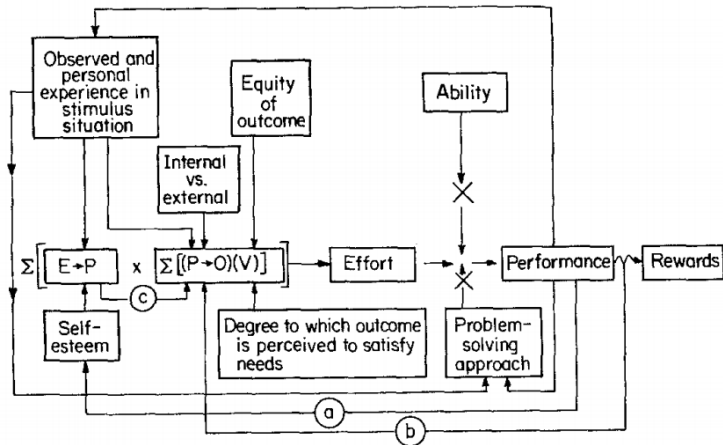 Observed and
personal
experience in
stimulus
situation
Equity
of
outcome
Ability
Internal
vs.
external
Σ[ E→P
x
Σ[(P→O)(V)] ]
Effort
Performance
Rewards
c
Self-
esteem
Degree to which outcome
is perceived to satisfy
needs
Problem-
solving
approach
a
b